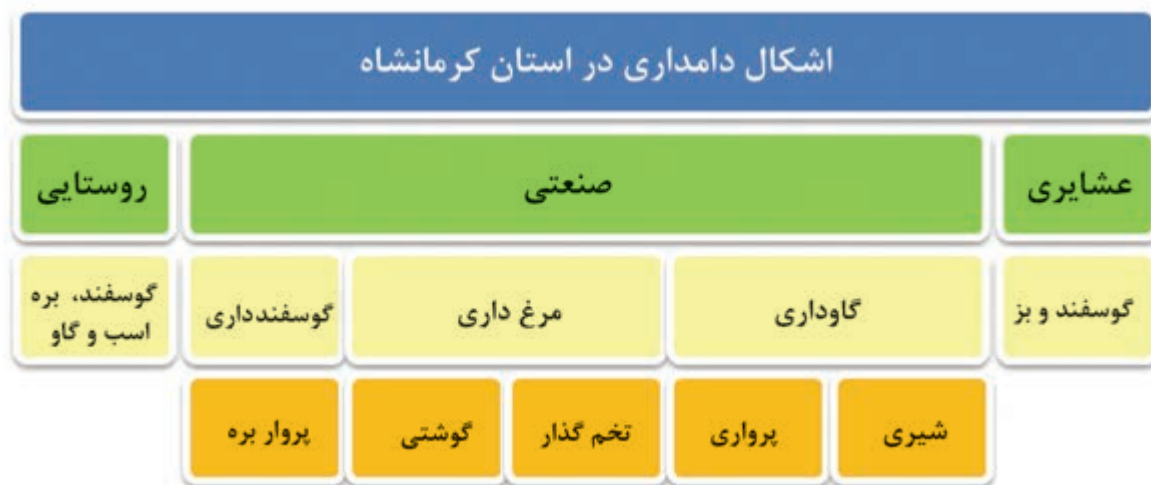 اشکال دامداری در استان کرمانشاه
عشایری
صنعتی
روستایی
گوسفند و بز
گاوداری
مرغ داری
گوسفندداری
گوسفند، بره
اسب و گاو
شیری
پرواری
تخم گذار
گوشتی
پروار بره